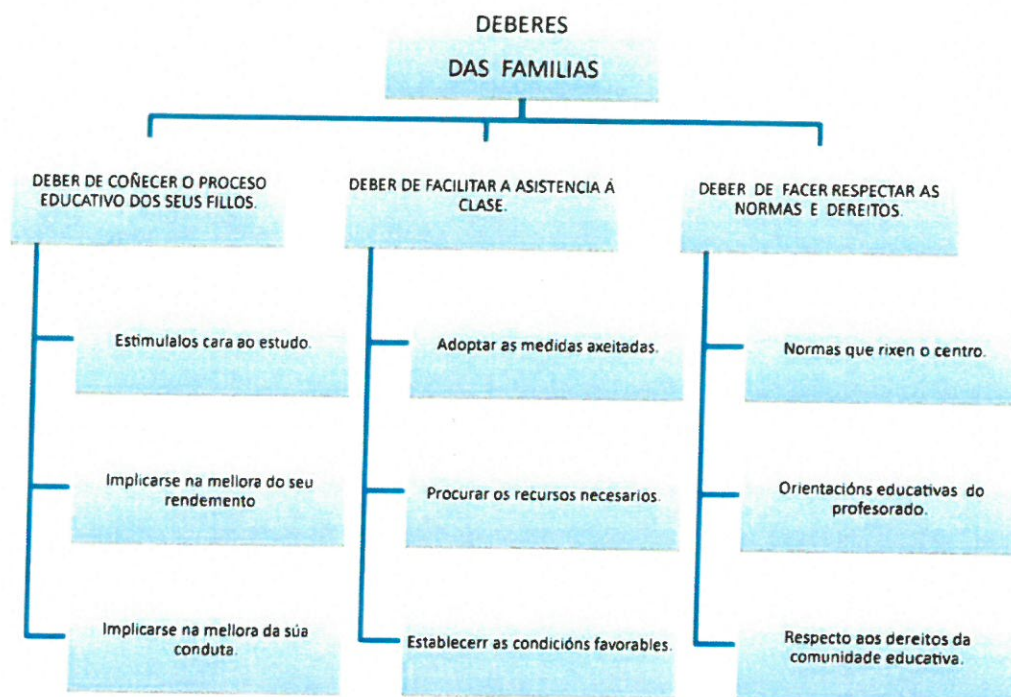 DEBERES
DAS FAMILIAS
DEBER DE COÑECER O PROCESO
EDUCATIVO DOS SEUS FILLOS.
Estimulalos cara ao estudo.
Implicarse na mellora do seu
rendemento
Implicarse na mellora da súa
conduta.
DEBER DE FACILITAR A ASISTENCIA Á
CLASE.
Adoptar as medidas axeitadas.
Procurar os recursos necesarios.
Establecerr as condicións favorables.
DEBER DE FACER RESPECTAR AS
NORMAS E DEREITOS.
Normas que rixen o centro.
Orientacións educativas do
profesorado.
Respecto aos dereitos da
comunidade educativa.